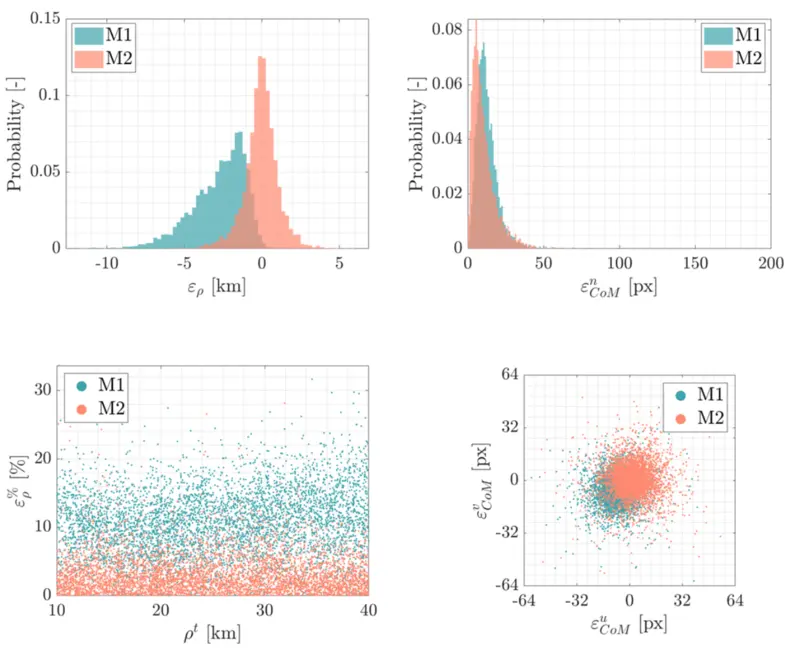 0.15
M1
M2
0.1
0.05
0
Probability [-]
-10 -5 0 5
ε_ρ [km]
0.08
M1
M2
0.06
0.04
0.02
0
Probability [-]
0 50 100 150 200
ε^n_CoM [px]
30
M1
M2
20
10
0
ε^%_ρ [%]
10 20 30 40
ρ^t [km]
64
M1
M2
32
0
-32
-64
ε^v_CoM [px]
-64 -32 0 32 64
ε^u_CoM [px]